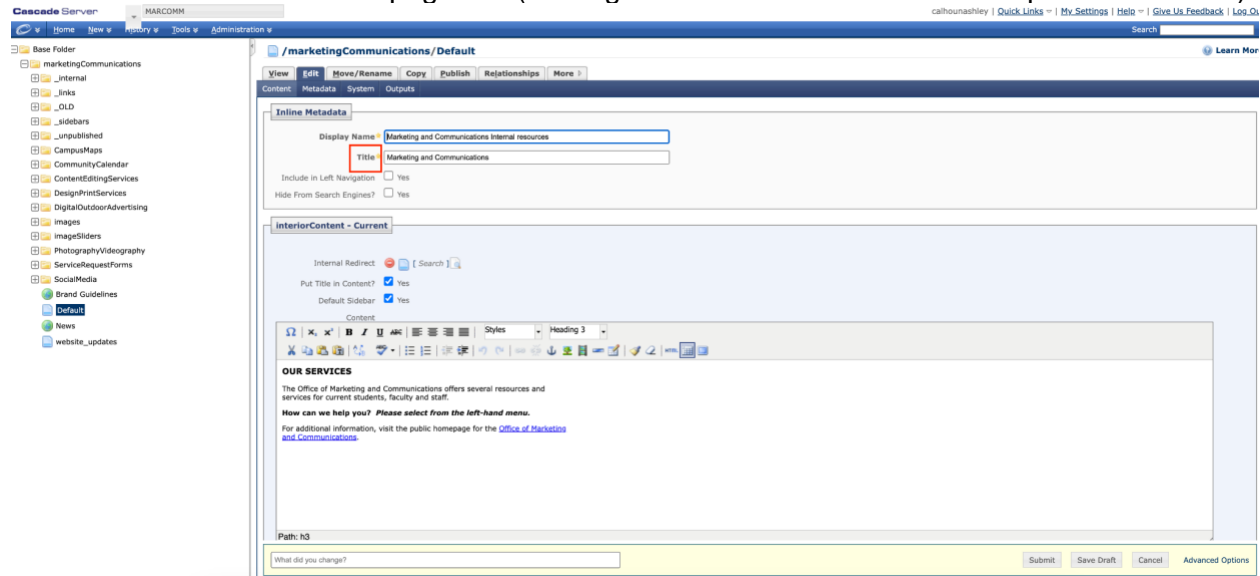 Cascade Server MARCOMM calhounashley | Quick Links | My Settings | Help | Give Us Feedback | Log Ou
Home New History Tools Administration Search
Base Folder
marketingCommunications
_internal
_links
_OLD
_sidebars
_unpublished
CampusMaps
CommunityCalendar
ContentEditingServices
DesignPrintServices
DigitalOutdoorAdvertising
images
imageSliders
PhotographyVideography
ServiceRequestForms
SocialMedia
Brand Guidelines
Default
News
website_updates
/marketingCommunications/Default Learn Mor
View Edit Move/Rename Copy Publish Relationships More
Content Metadata System Outputs
Inline Metadata
Display Name Marketing and Communications Internal resources
Title Marketing and Communications
Include in Left Navigation Yes
Hide From Search Engines? Yes
interiorContent - Current
Internal Redirect [ Search ]
Put Title in Content? Yes
Default Sidebar Yes
Content
Ω x, x' B I U ABC Styles Heading 3
HTML
OUR SERVICES
The Office of Marketing and Communications offers several resources and
services for current students, faculty and staff.
How can we help you? Please select from the left-hand menu.
For additional information, visit the public homepage for the Office of Marketing
and Communications.
Path: h3
What did you change? Submit Save Draft Cancel Advanced Options